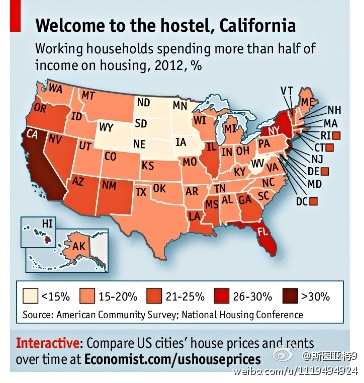 Welcome to the hostel, California
Working households spending more than half of
income on housing, 2012, %
WA
MT
ND
MN
VT
ME
NH
MA
RI
CT
NJ
DE
MD
DC
OR
ID
WY
SD
WI
MI
NY
CA
NV
UT
CO
NE
IA
IL
IN
OH
PA
KS
MO
KY
WV
VA
AZ
NM
TX
OK
AR
TN
NC
SC
LA
MS
AL
GA
FL
HI
AK
<15%
15-20%
21-25%
26-30%
>30%
Source: American Community Survey; National Housing Conference
Interactive: Compare US cities' house prices and rents
over time at Economist.com/ushouseprices
weibo.com/u/1119494924